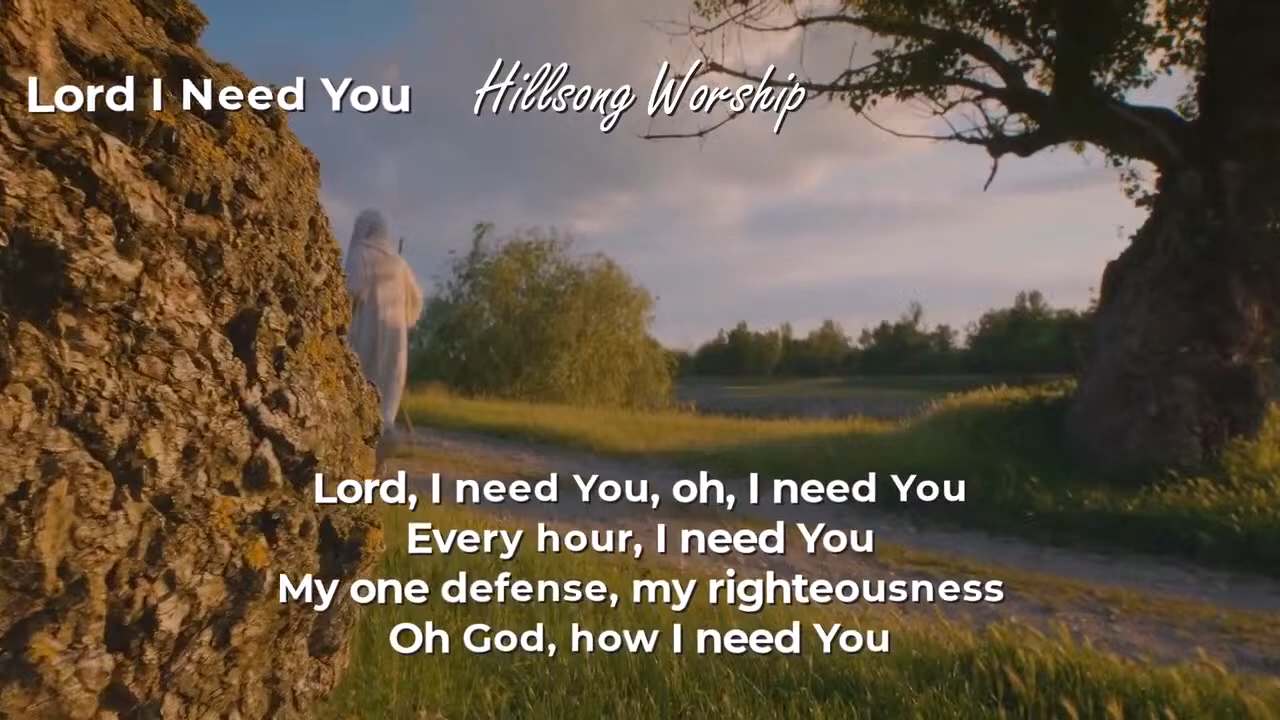 Lord I Need You Hillsong Worship
Lord, I need You, oh, I need You
Every hour, I need You
My one defense, my righteousness
Oh God, how I need You